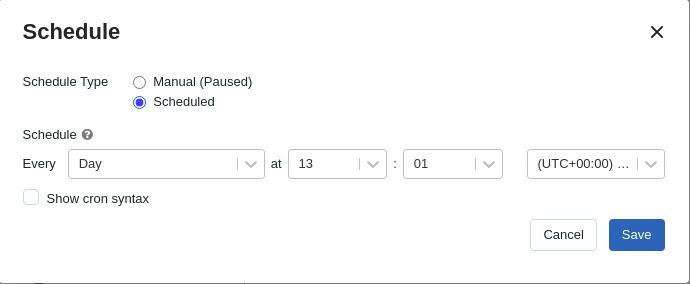 Schedule
Schedule Type
Manual (Paused)
Scheduled
Schedule ?
Every Day at 13 : 01 (UTC+00:00) ...
Show cron syntax
Cancel Save